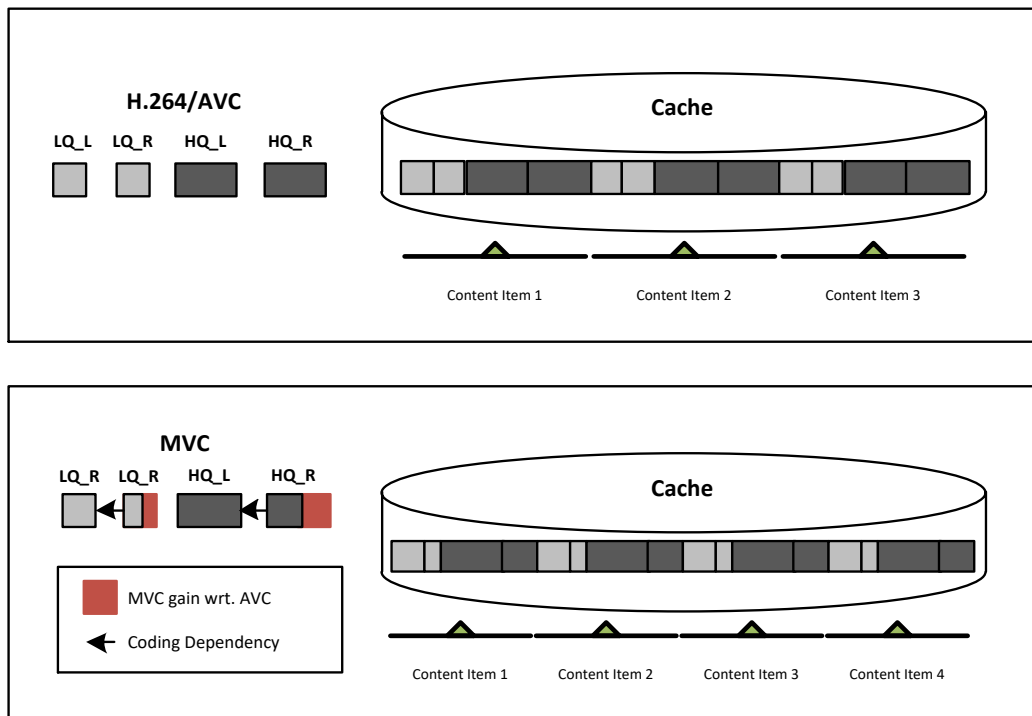 H.264/AVC
LQ_L LQ_R HQ_L HQ_R
Cache
Content Item 1 Content Item 2 Content Item 3
MVC
LQ_R LQ_R HQ_L HQ_R
Cache
MVC gain wrt. AVC
Coding Dependency
Content Item 1 Content Item 2 Content Item 3 Content Item 4